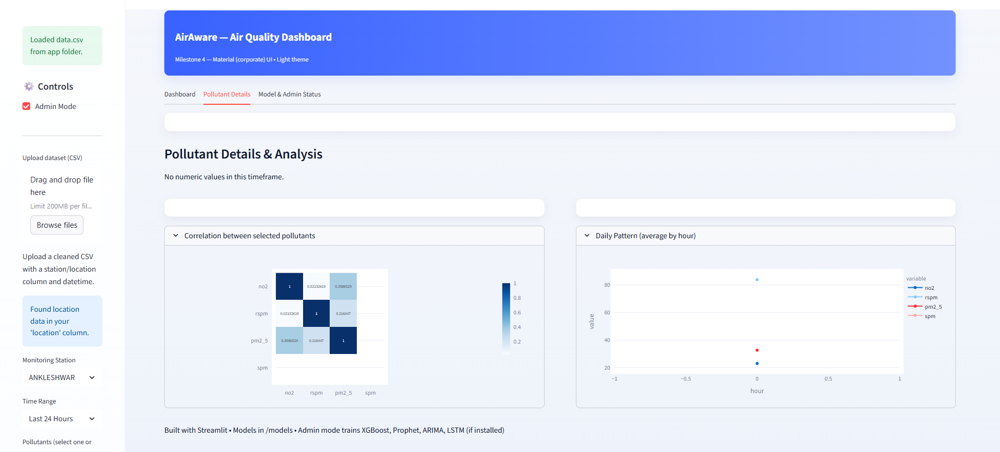 Loaded data.csv
from app folder.
Controls
Admin Mode
Upload dataset (CSV)
Drag and drop file
here
Limit 200MB per fil...
Browse files
Upload a cleaned CSV
with a station/location
column and datetime.
Found location
data in your
'location' column.
Monitoring Station
ANKLESHWAR
Time Range
Last 24 Hours
Pollutants (select one or
AirAware — Air Quality Dashboard
Milestone 4 — Material (corporate) UI • Light theme
Dashboard Pollutant Details Model & Admin Status
Pollutant Details & Analysis
No numeric values in this timeframe.
Correlation between selected pollutants
no2 1 0.02132619 0.3586529
rspm 0.02132619 1 0.216447
pm2_5 0.3586529 0.216447 1
spm
no2 rspm pm2_5 spm
1
0.8
0.6
0.4
0.2
Daily Pattern (average by hour)
value
80
60
40
20
−1 −0.5 0 0.5 1
hour
variable
no2
rspm
pm2_5
spm
Built with Streamlit • Models in /models • Admin mode trains XGBoost, Prophet, ARIMA, LSTM (if installed)